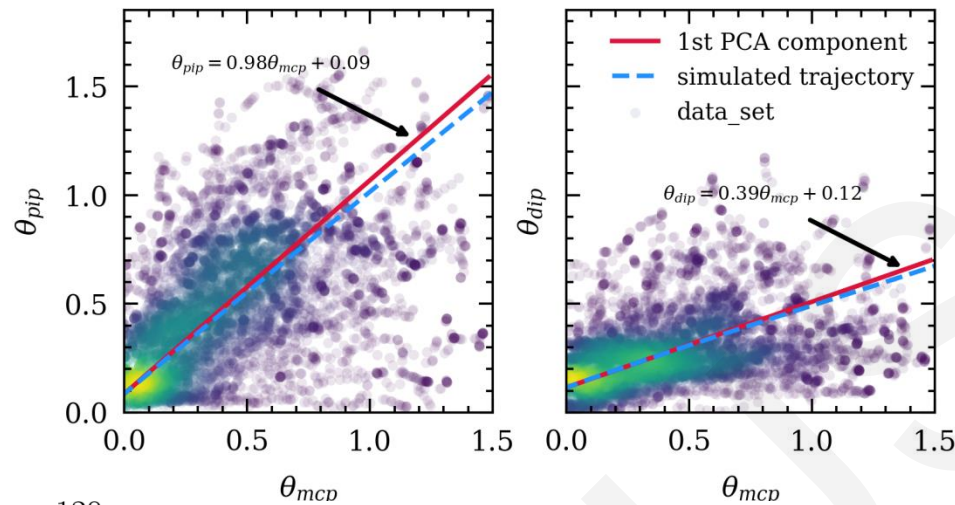 θpip = 0.98θmcp + 0.09
θpip
0.0
0.5
1.0
1.5
0.0 0.5 1.0 1.5
θmcp
1st PCA component
simulated trajectory
data_set
θdip = 0.39θmcp + 0.12
θdip
0.0 0.5 1.0 1.5
θmcp